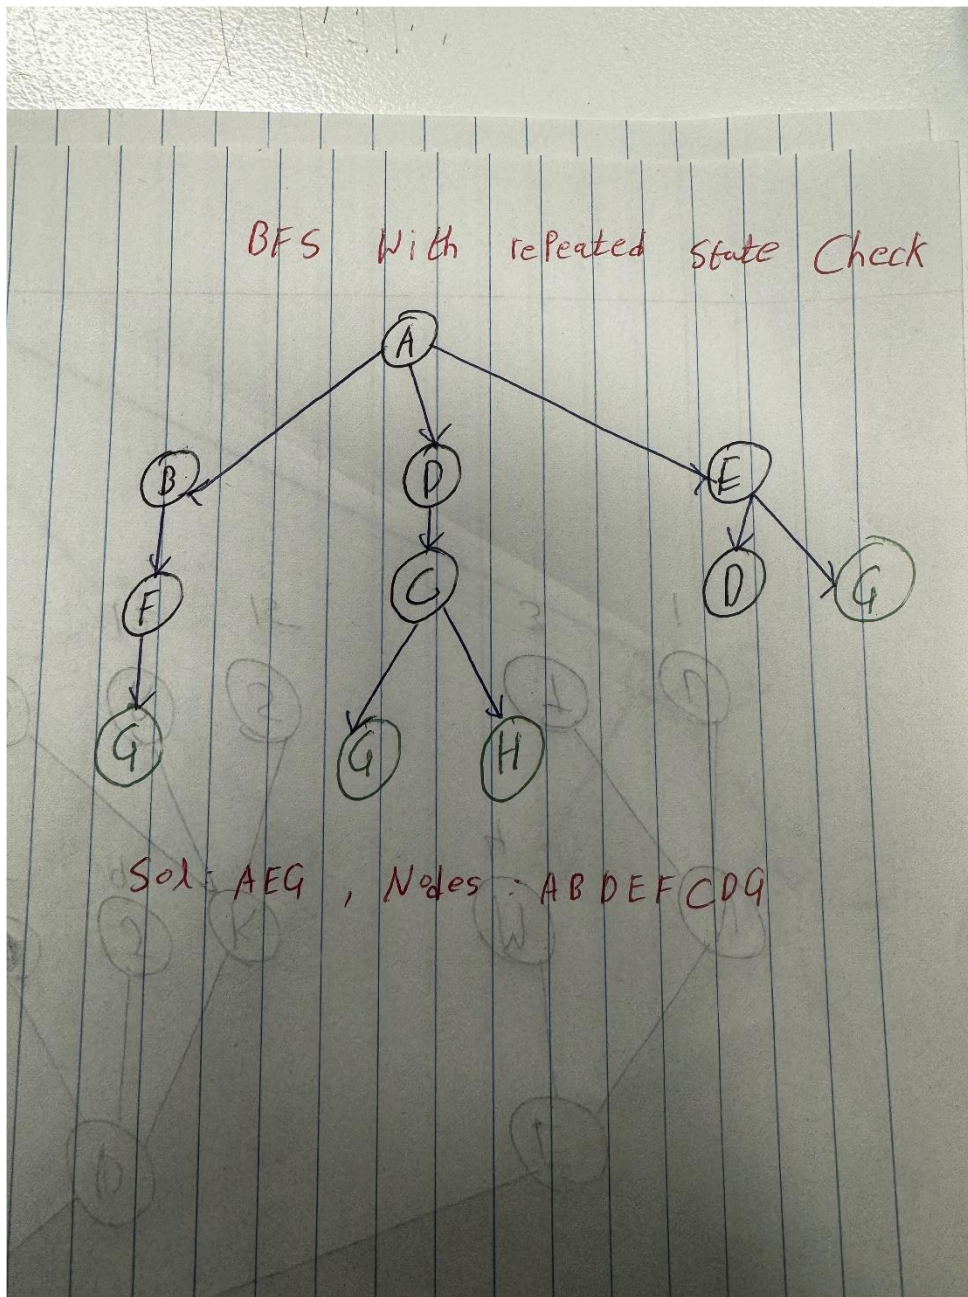 BFS With repeated State Check
A
B D E
F C D G
G G H
Sol: AEG , Nodes : ABDEFCDG